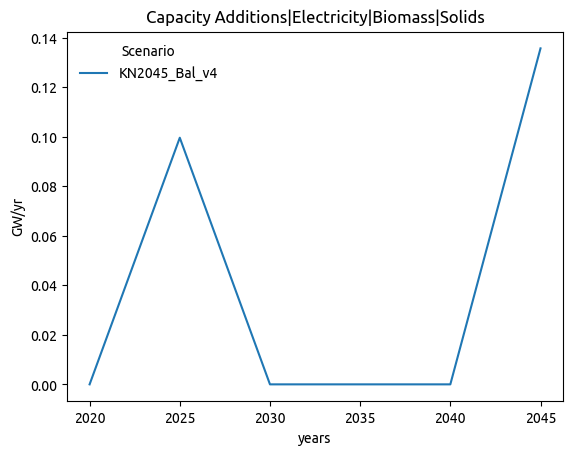 Capacity Additions|Electricity|Biomass|Solids
0.14
0.12
0.10
0.08
0.06
0.04
0.02
0.00
GW/yr
Scenario
KN2045_Bal_v4
2020 2025 2030 2035 2040 2045
years